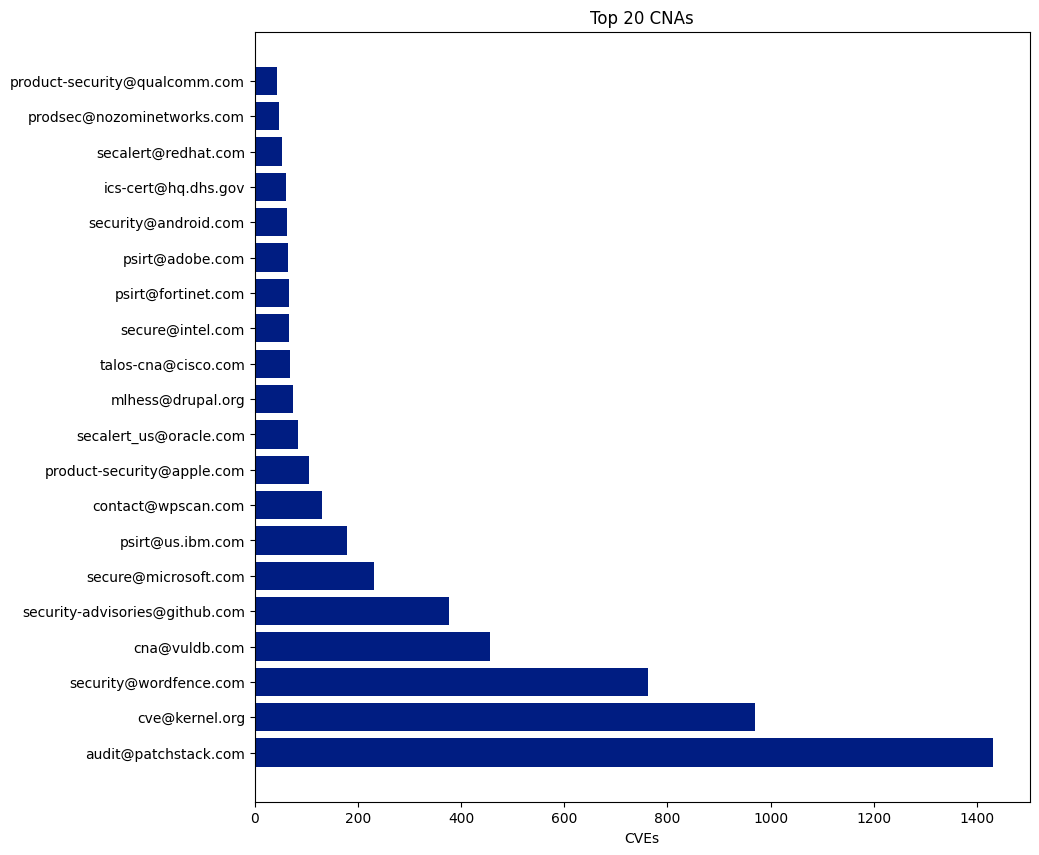 Top 20 CNAs
product-security@qualcomm.com
prodsec@nozominetworks.com
secalert@redhat.com
ics-cert@hq.dhs.gov
security@android.com
psirt@adobe.com
psirt@fortinet.com
secure@intel.com
talos-cna@cisco.com
mlhess@drupal.org
secalert_us@oracle.com
product-security@apple.com
contact@wpscan.com
psirt@us.ibm.com
secure@microsoft.com
security-advisories@github.com
cna@vuldb.com
security@wordfence.com
cve@kernel.org
audit@patchstack.com
0 200 400 600 800 1000 1200 1400
CVEs